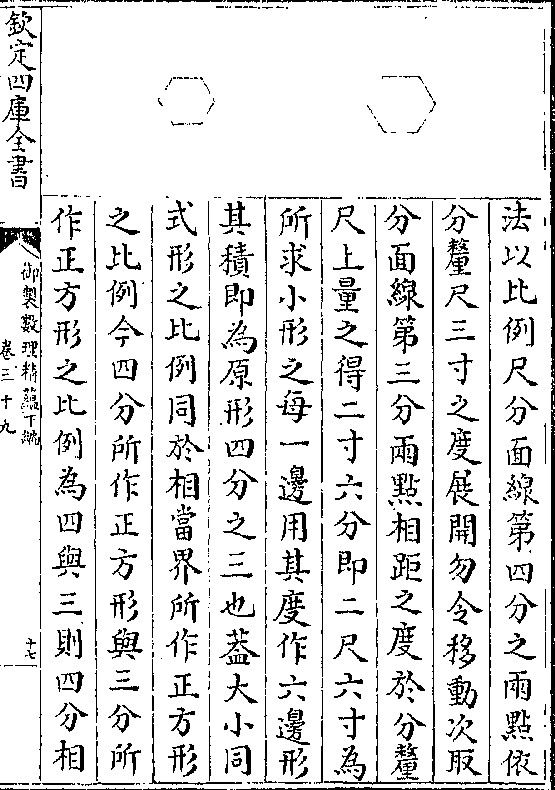 法以比例尺分面線第四分之兩點依
分釐尺三寸之度展開勿令移動次取
分面線第三分兩點相距之度於分釐
尺上量之得二寸六分即二尺六寸為
所求小形之每一邊用其度作六邊形
其積即為原形四分之三也葢大小同
式形之比例同於相當界所作正方形
之比例今四分所作正方形與三分所
作正方形之比例為四與三則四分相
欽定四庫全書
御製數理精蘊下編
卷三十九
十七